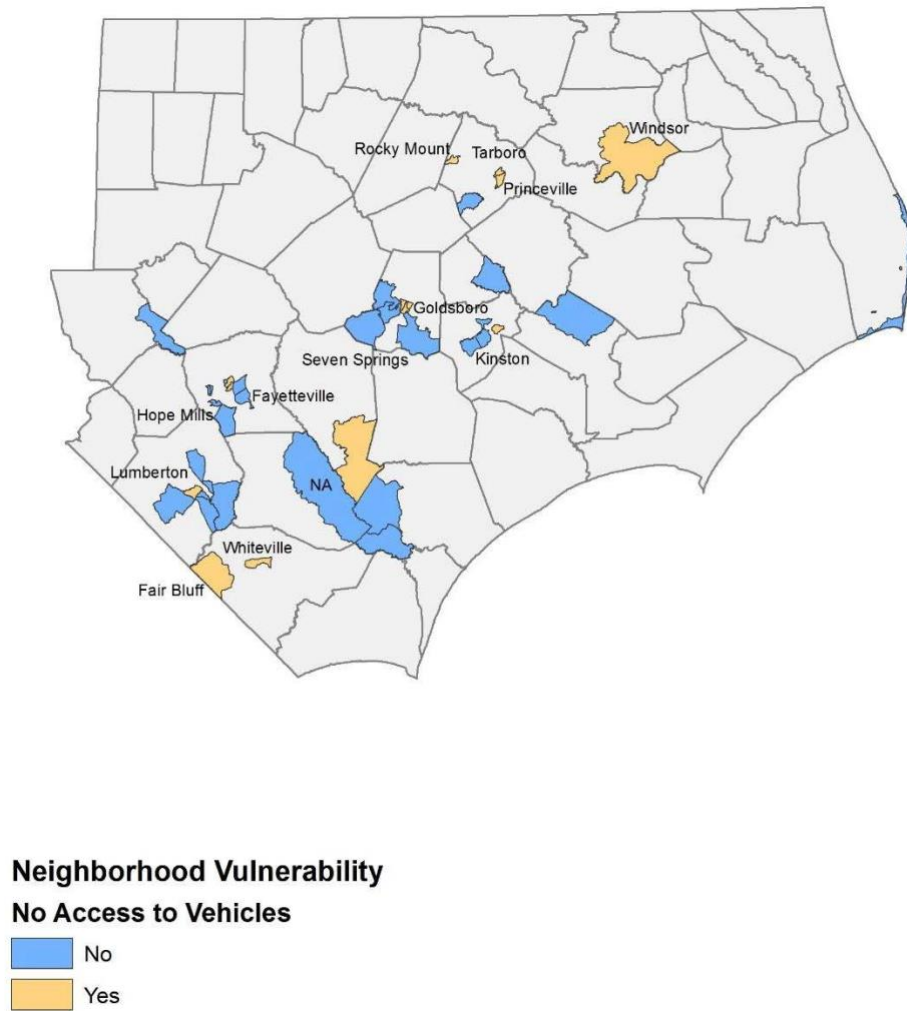 Windsor
Rocky Mount
Tarboro
Princeville
Goldsboro
Seven Springs
Kinston
Fayetteville
Hope Mills
Lumberton
NA
Whiteville
Fair Bluff
Neighborhood Vulnerability
No Access to Vehicles
No
Yes